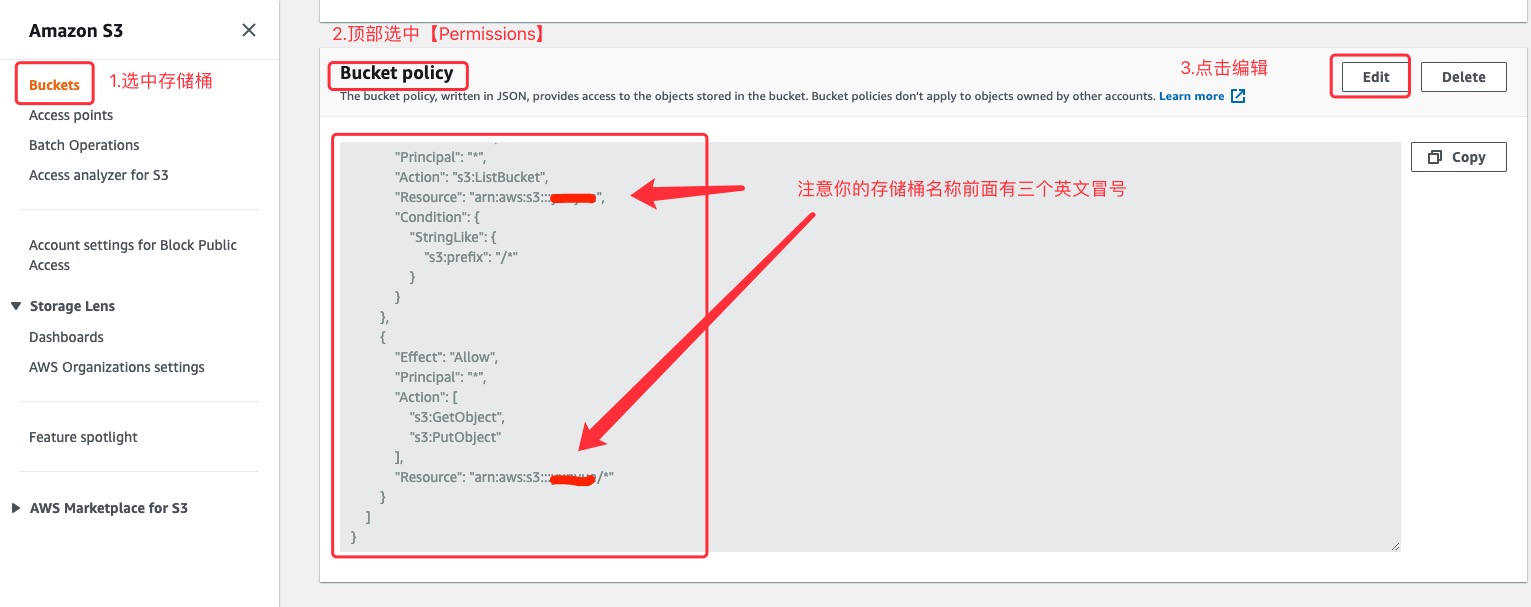 Amazon S3
Buckets
1.选中存储桶
Access points
Batch Operations
Access analyzer for S3
Account settings for Block Public
Access
Storage Lens
Dashboards
AWS Organizations settings
Feature spotlight
AWS Marketplace for S3
2.顶部选中【Permissions】
Bucket policy
3.点击编辑
Edit
Delete
The bucket policy, written in JSON, provides access to the objects stored in the bucket. Bucket policies don't apply to objects owned by other accounts. Learn more
Copy
"Principal": "*",
"Action": "s3:ListBucket",
"Resource": "arn:aws:s3:::",
注意你的存储桶名称前面有三个英文冒号
"Condition": {
"StringLike": {
"s3:prefix": "/*"
}
}
},
{
"Effect": "Allow",
"Principal": "*",
"Action": [
"s3:GetObject",
"s3:PutObject"
],
"Resource": "arn:aws:s3:::/*"
}
]
}